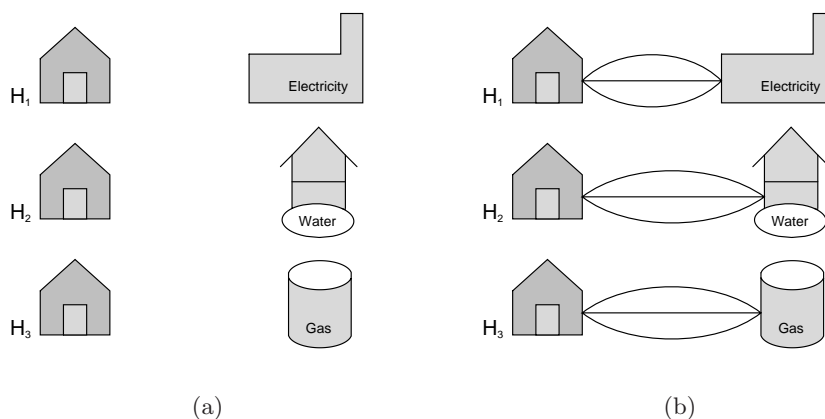 H₁ Electricity H₁ Electricity
H₂ Water H₂ Water
H₃ Gas H₃ Gas
(a) (b)